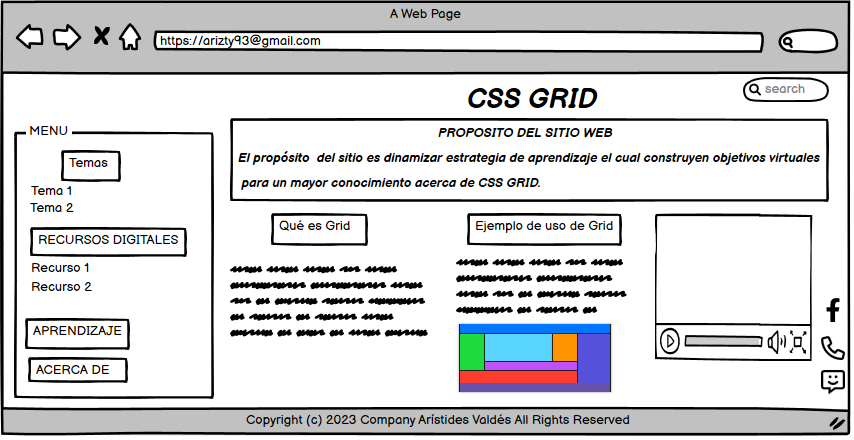 A Web Page
https://arizty93@gmail.com
search
CSS GRID
MENU
Temas
Tema 1
Tema 2
RECURSOS DIGITALES
Recurso 1
Recurso 2
APRENDIZAJE
ACERCA DE
PROPOSITO DEL SITIO WEB
El propósito del sitio es dinamizar estrategia de aprendizaje el cual construyen objetivos virtuales
para un mayor conocimiento acerca de CSS GRID.
Qué es Grid
Ejemplo de uso de Grid
Copyright (c) 2023 Company Arístides Valdés All Rights Reserved